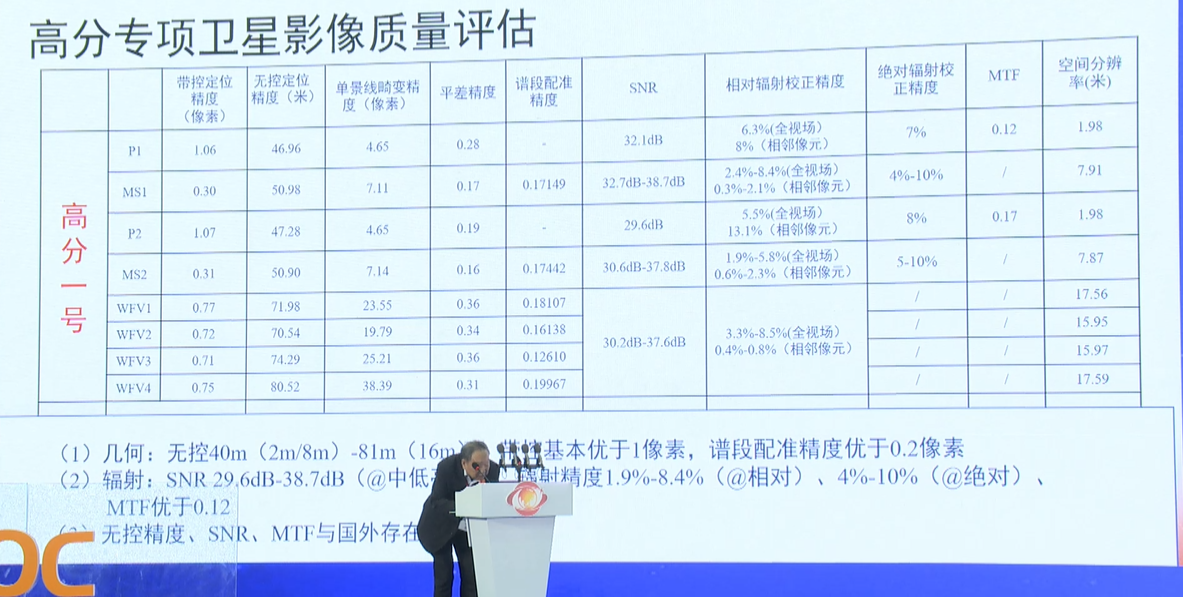 高分专项卫星影像质量评估
带控定位精度（像素） 无控定位精度（米） 单景线畸变精度（像素） 平差精度 谱段配准精度 SNR 相对辐射校正精度 绝对辐射校正精度 MTF 空间分辨率(米)
高分一号
P1 1.06 46.96 4.65 0.28 - 32.1dB 6.3%(全视场) 8%（相邻像元） 7% 0.12 1.98
MS1 0.30 50.98 7.11 0.17 0.17149 32.7dB-38.7dB 2.4%-8.4%(全视场) 0.3%-2.1%（相邻像元） 4%-10% / 7.91
P2 1.07 47.28 4.65 0.19 - 29.6dB 5.5%(全视场) 13.1%（相邻像元） 8% 0.17 1.98
MS2 0.31 50.90 7.14 0.16 0.17442 30.6dB-37.8dB 1.9%-5.8%(全视场) 0.6%-2.3%（相邻像元） 5-10% / 7.87
WFV1 0.77 71.98 23.55 0.36 0.18107 30.2dB-37.6dB 3.3%-8.5%(全视场) 0.4%-0.8%（相邻像元） / / 17.56
WFV2 0.72 70.54 19.79 0.34 0.16138 / / 15.95
WFV3 0.71 74.29 25.21 0.36 0.12610 / / 15.97
WFV4 0.75 80.52 38.39 0.31 0.19967 / / 17.59
（1）几何：无控40m（2m/8m）-81m（16m 基本优于1像素，谱段配准精度优于0.2像素
（2）辐射：SNR 29.6dB-38.7dB（@中低 辐射精度1.9%-8.4%（@相对）、4%-10%（@绝对）、
MTF优于0.12
（3）无控精度、SNR、MTF与国外存在
OC